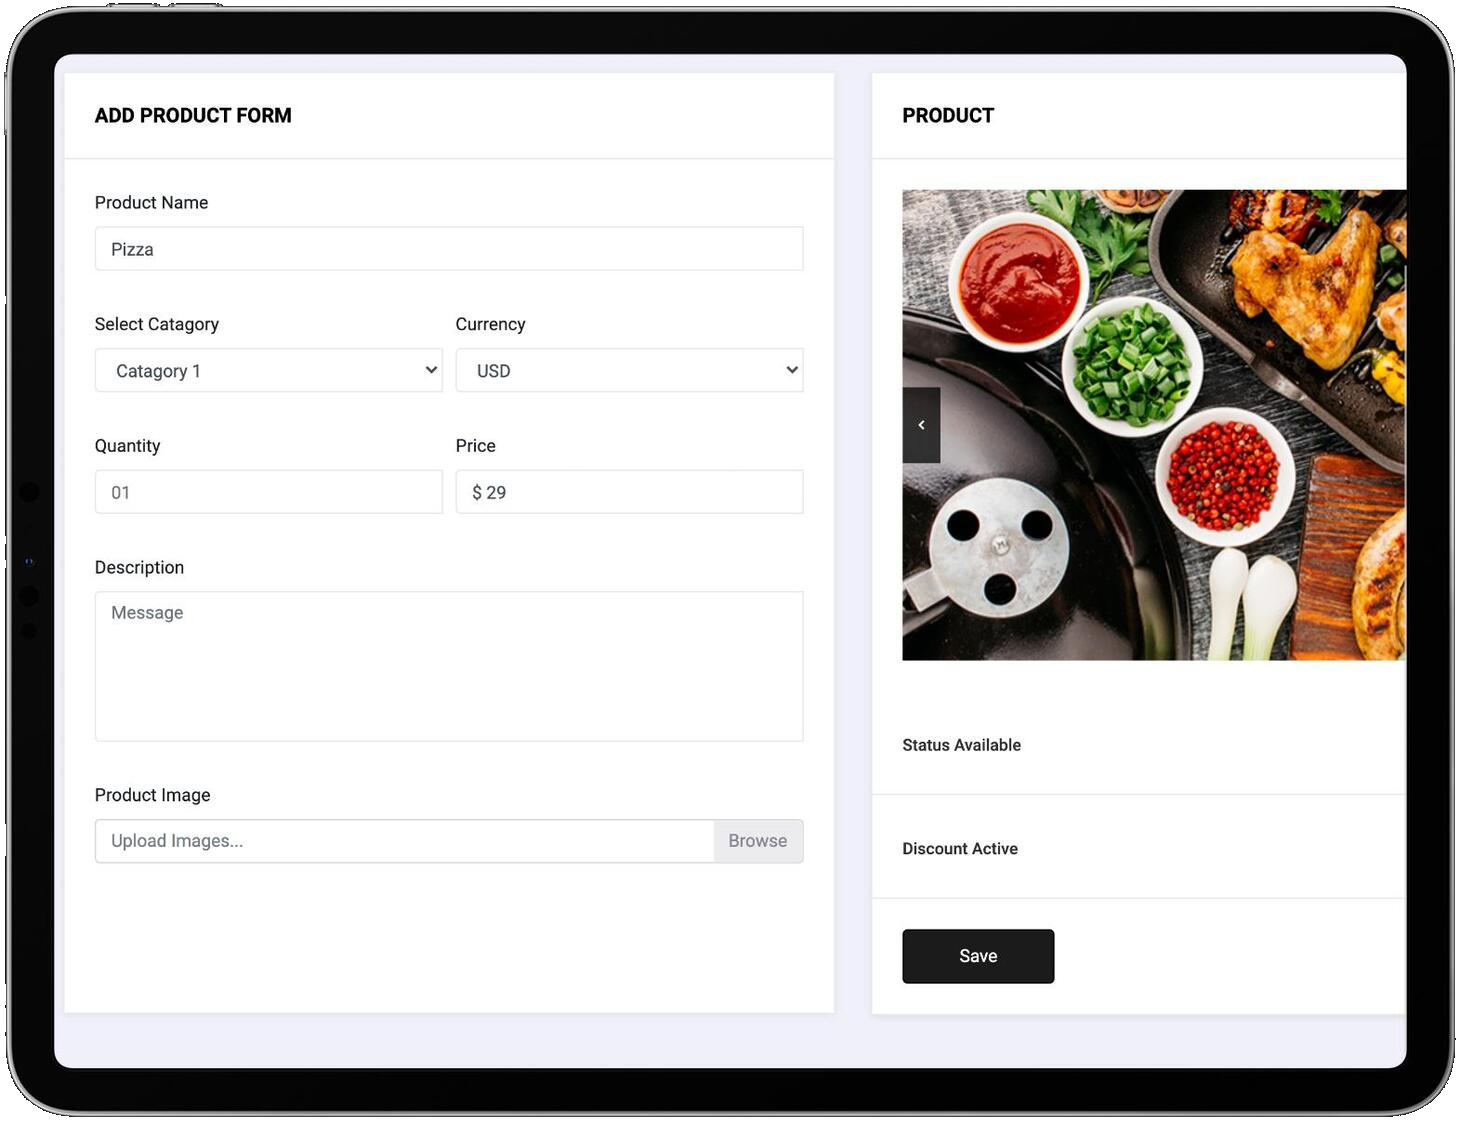 ADD PRODUCT FORM
Product Name
Pizza
Select Catagory
Currency
Catagory 1
USD
Quantity
Price
01
$ 29
Description
Message
Product Image
Upload Images...
Browse
PRODUCT
Status Available
Discount Active
Save